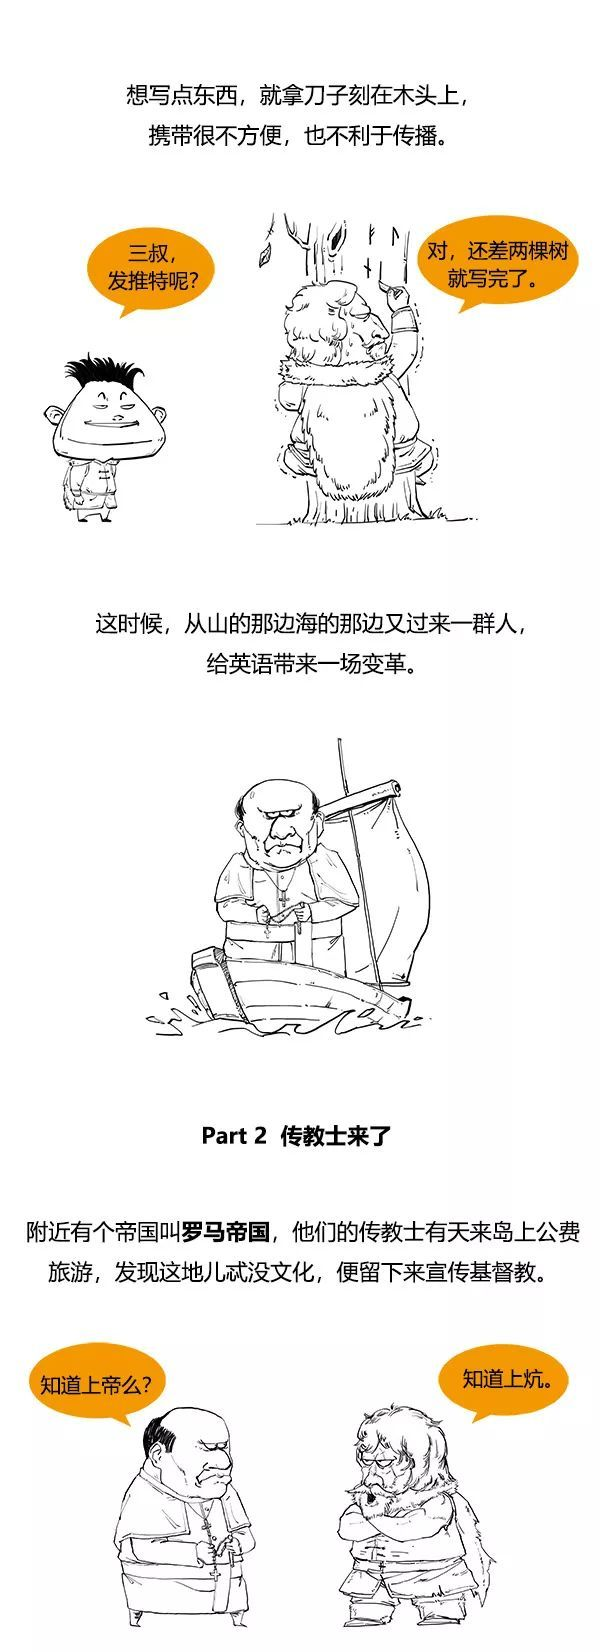 想写点东西，就拿刀子刻在木头上，
携带很不方便，也不利于传播。
三叔，
发推特呢？
对，还差两棵树
就写完了。
这时候，从山的那边海的那边又过来一群人，
给英语带来一场变革。
Part 2 传教士来了
附近有个帝国叫罗马帝国，他们的传教士有天来岛上公费
旅游，发现这地儿忒没文化，便留下来宣传基督教。
知道上帝么？
知道上炕。